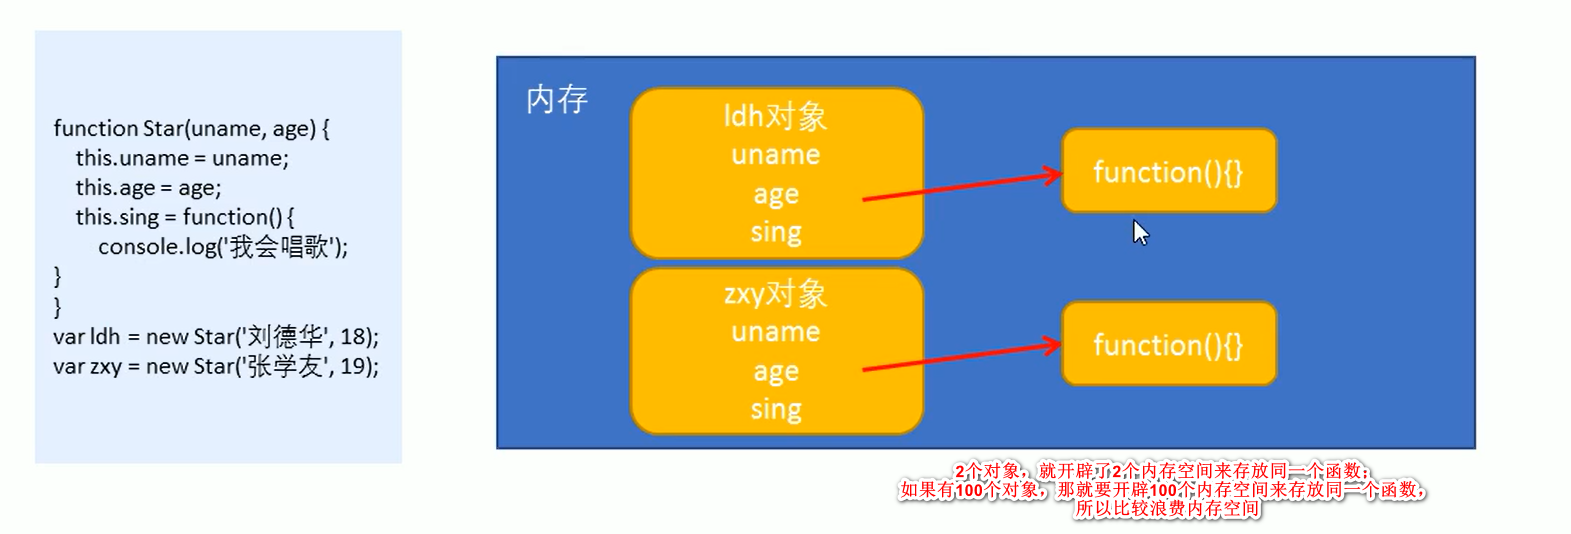 function Star(uname, age) {
this.uname = uname;
this.age = age;
this.sing = function() {
console.log('我会唱歌');
}
}
var ldh = new Star('刘德华', 18);
var zxy = new Star('张学友', 19);
内存
ldh对象
uname
age
sing
function(){}
zxy对象
uname
age
sing
function(){}
2个对象，就开辟了2个内存空间来存放同一个函数；
如果有100个对象，那就要开辟100个内存空间来存放同一个函数，
所以比较浪费内存空间